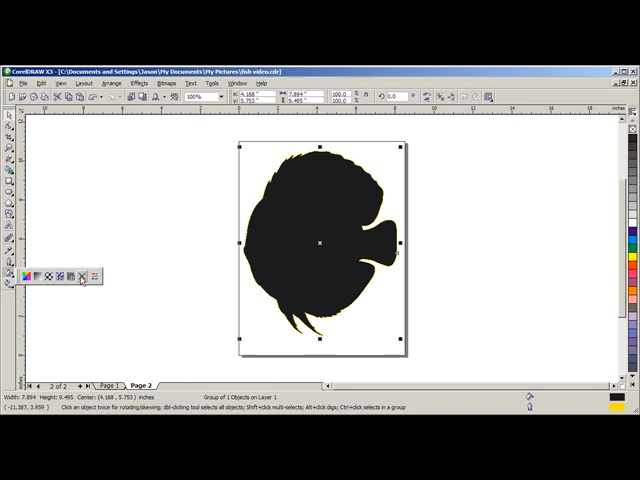 CorelDRAW X3 - [C:\Documents and Settings\Jason\My Documents\My Pictures\fish video.cdr]
File Edit View Layout Arrange Effects Bitmaps Text Tools Window Help
100%
x: 4.168 " 7.894 " 100.0
y: 5.753 " 9.495 " 100.0
0.0
2 of 2 Page 1 Page 2
Width: 7.894 Height: 9.495 Center: (4.168 , 5.753) inches Group of 1 Objects on Layer 1
( -11.387, 3.959 ) Click an object twice for rotating/skewing; dbl-clicking tool selects all objects; Shift+click multi-selects; Alt+click digs; Ctrl+click selects in a group